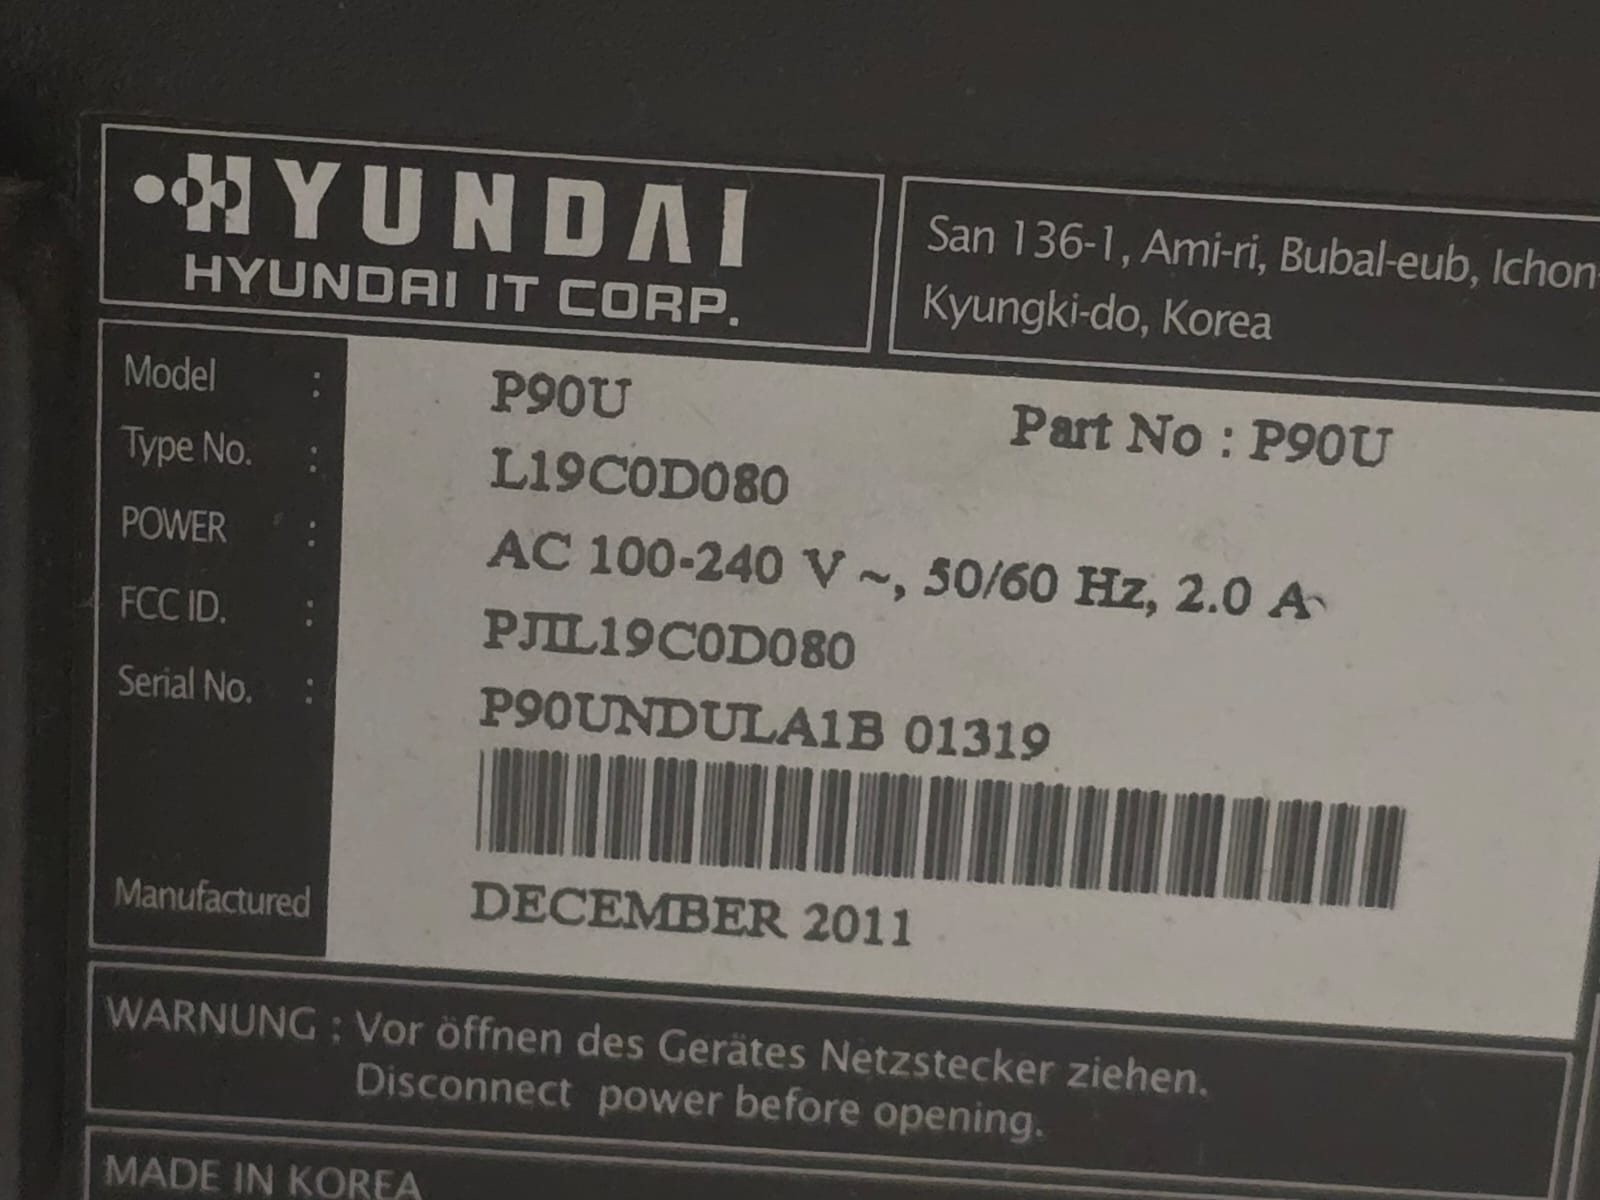 HYUNDAI
HYUNDAI IT CORP.
San 136-1, Ami-ri, Bubal-eub, Ichon-
Kyungki-do, Korea
Model : P90U Part No : P90U
Type No. : L19C0D080
POWER : AC 100-240 V ~, 50/60 Hz, 2.0 A
FCC ID. : PJIL19C0D080
Serial No. : P90UNDULA1B 01319
Manufactured DECEMBER 2011
WARNUNG : Vor öffnen des Gerätes Netzstecker ziehen.
Disconnect power before opening.
MADE IN KOREA